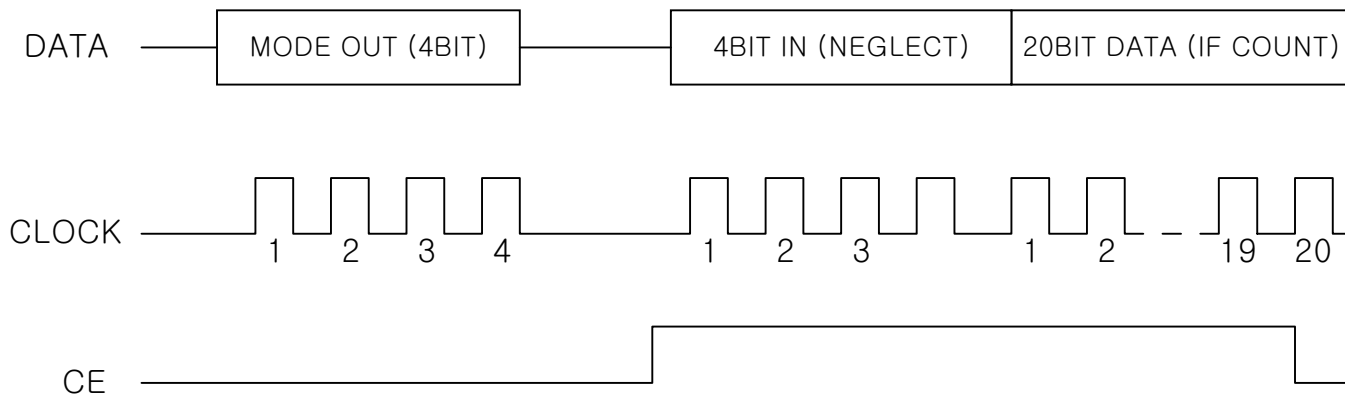 DATA MODE OUT (4BIT) 4BIT IN (NEGLECT) 20BIT DATA (IF COUNT)
CLOCK
1 2 3 4 1 2 3 1 2 19 20
CE